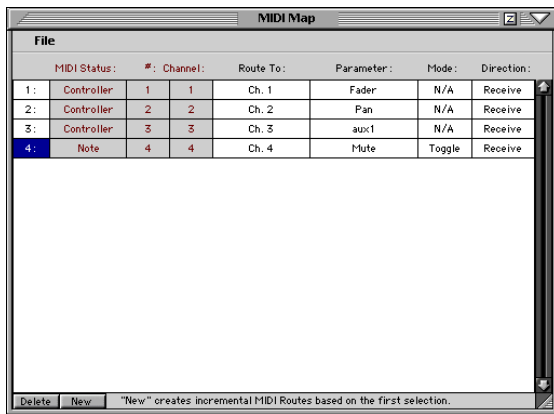 MIDI Map
Z
File
MIDI Status: #: Channel: Route To: Parameter: Mode: Direction:
1: Controller 1 1 Ch. 1 Fader N/A Receive
2: Controller 2 2 Ch. 2 Pan N/A Receive
3: Controller 3 3 Ch. 3 aux1 N/A Receive
4: Note 4 4 Ch. 4 Mute Toggle Receive
Delete New "New" creates incremental MIDI Routes based on the first selection.